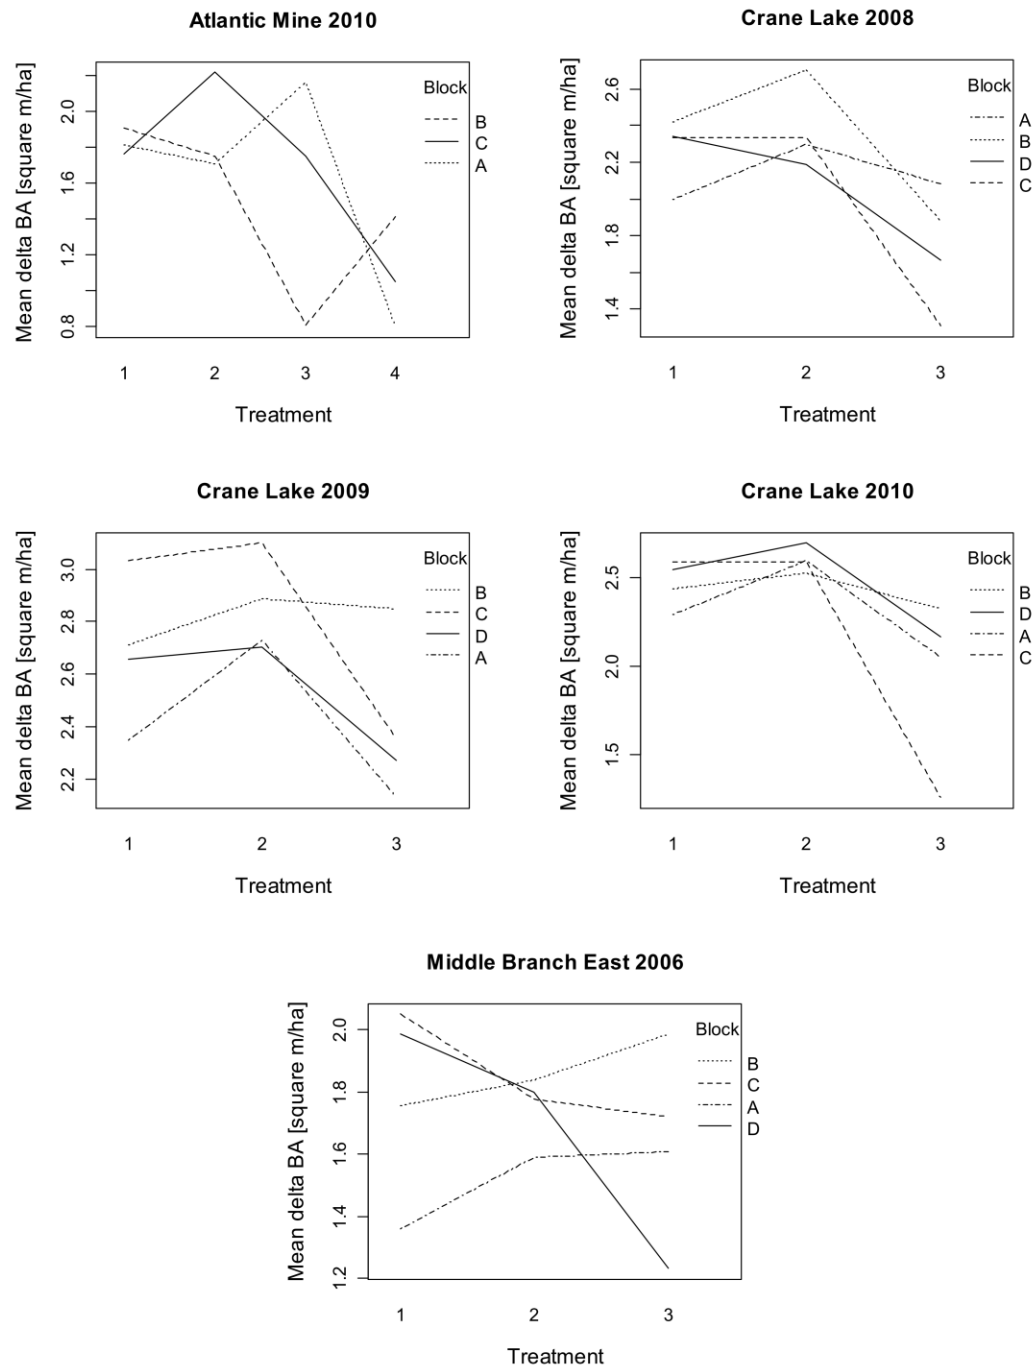 Atlantic Mine 2010
Mean delta BA [square m/ha]
2.0
1.6
1.2
0.8
Block
B
C
A
1 2 3 4
Treatment
Crane Lake 2008
Mean delta BA [square m/ha]
2.6
2.2
1.8
1.4
Block
A
B
D
C
1 2 3
Treatment
Crane Lake 2009
Mean delta BA [square m/ha]
3.0
2.8
2.6
2.4
2.2
Block
B
C
D
A
1 2 3
Treatment
Crane Lake 2010
Mean delta BA [square m/ha]
2.5
2.0
1.5
Block
B
D
A
C
1 2 3
Treatment
Middle Branch East 2006
Mean delta BA [square m/ha]
2.0
1.8
1.6
1.4
1.2
Block
B
C
A
D
1 2 3
Treatment